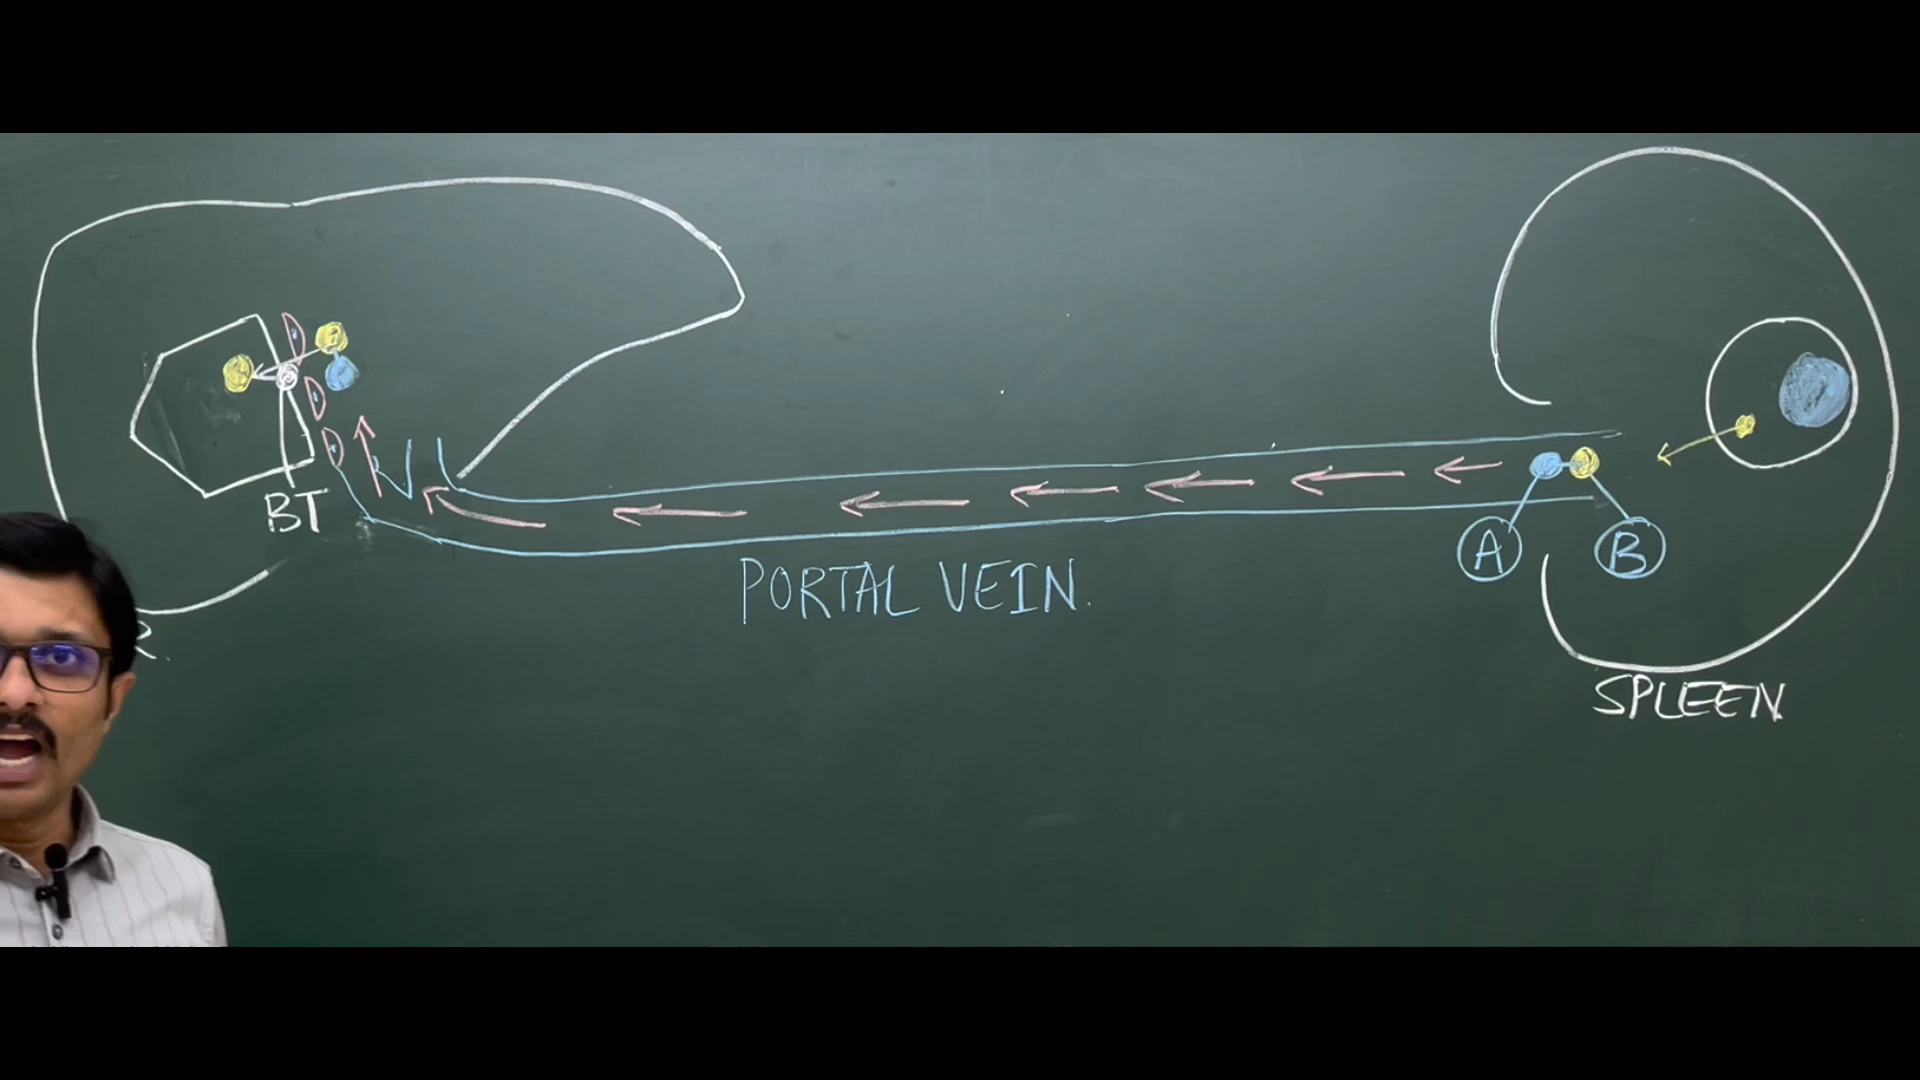 BT
PORTAL VEIN.
A
B
R.
SPLEEN